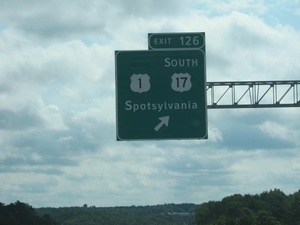 EXIT 126
SOUTH
1 17
Spotsylvania